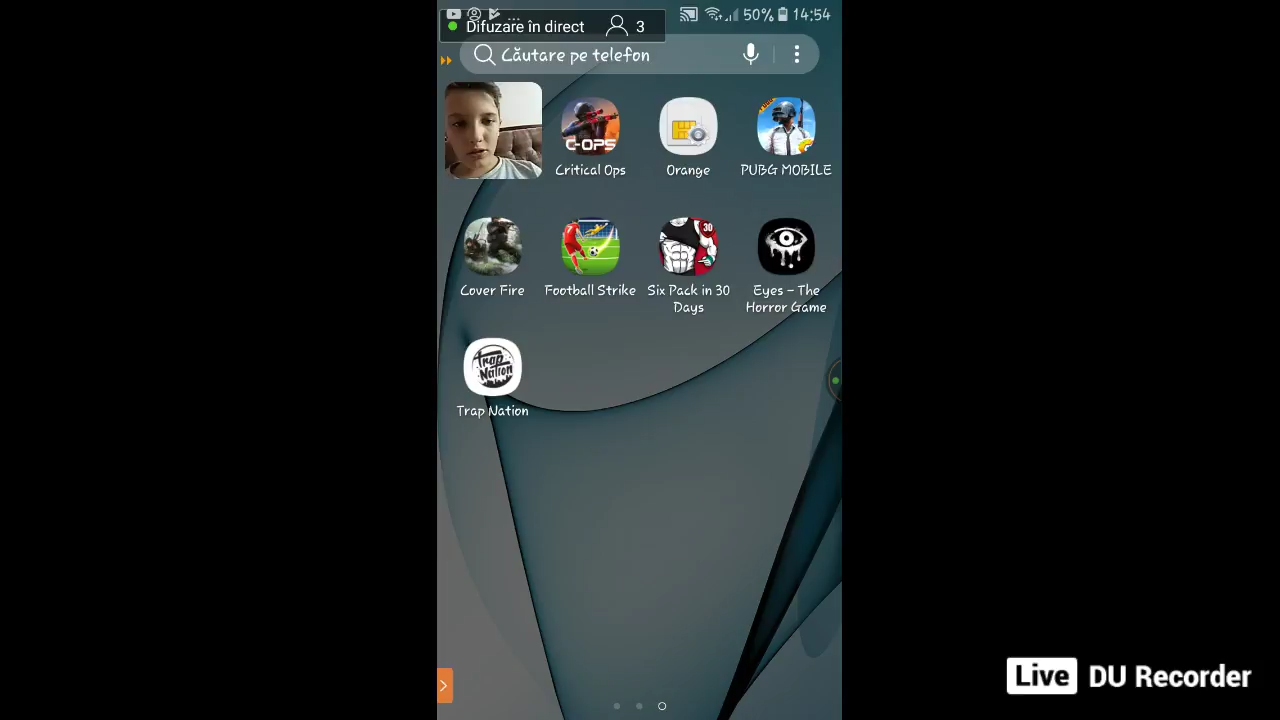 Difuzare în direct 3
50% 14:54
Căutare pe telefon
C-OPS
Critical Ops
Orange
PUBG MOBILE
30
Cover Fire
Football Strike
Six Pack in 30 Days
Eyes – The Horror Game
Trap Nation
Trap Nation
Live DU Recorder